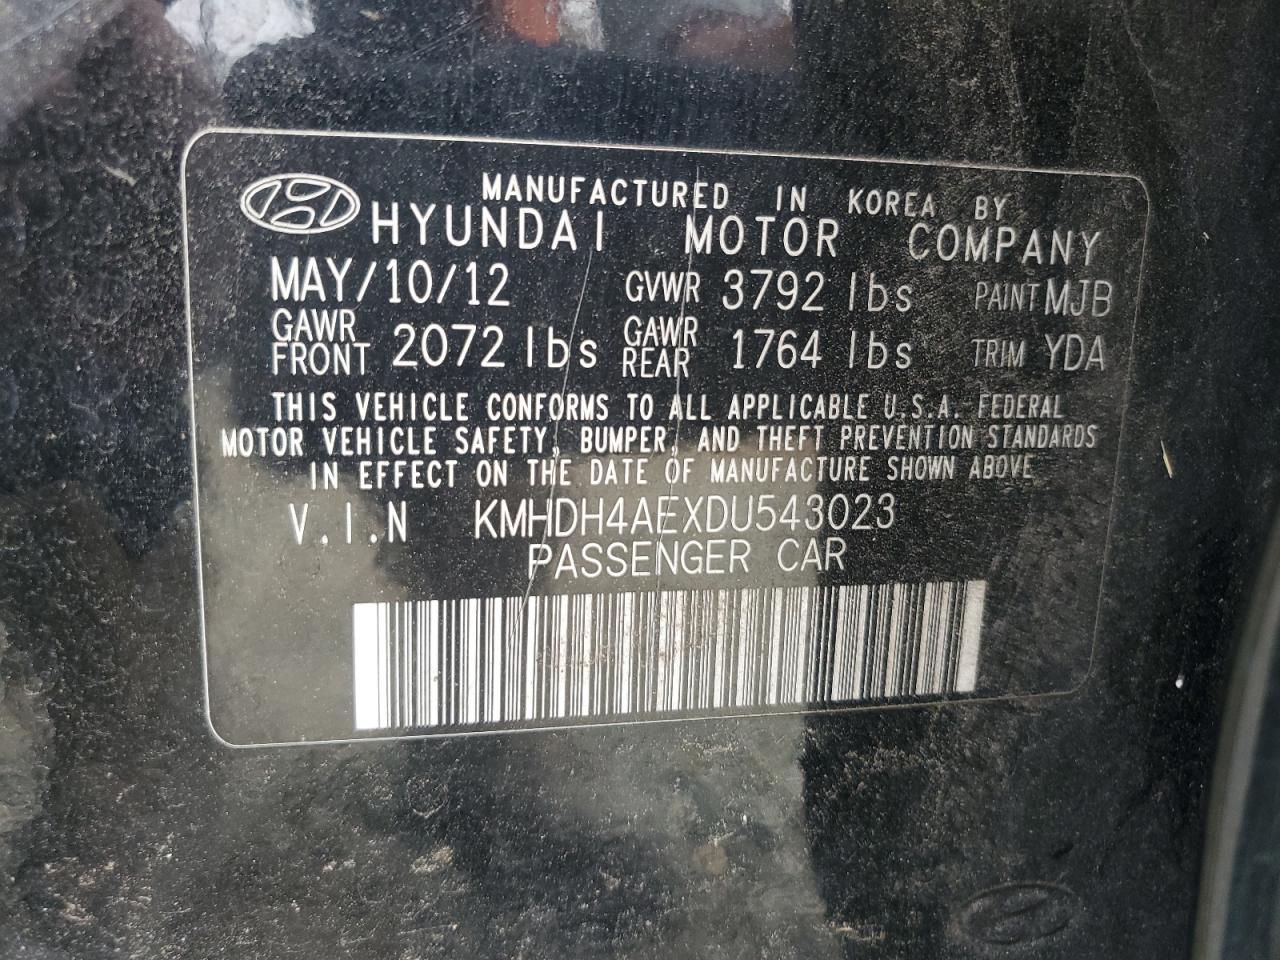 MANUFACTURED IN KOREA BY
HYUNDAI MOTOR COMPANY
MAY/10/12 GVWR 3792 lbs PAINT MJB
GAWR FRONT 2072 lbs GAWR REAR 1764 lbs TRIM YDA
THIS VEHICLE CONFORMS TO ALL APPLICABLE U.S.A. FEDERAL
MOTOR VEHICLE SAFETY, BUMPER, AND THEFT PREVENTION STANDARDS
IN EFFECT ON THE DATE OF MANUFACTURE SHOWN ABOVE
V.I.N KMHDH4AEXDU543023
PASSENGER CAR